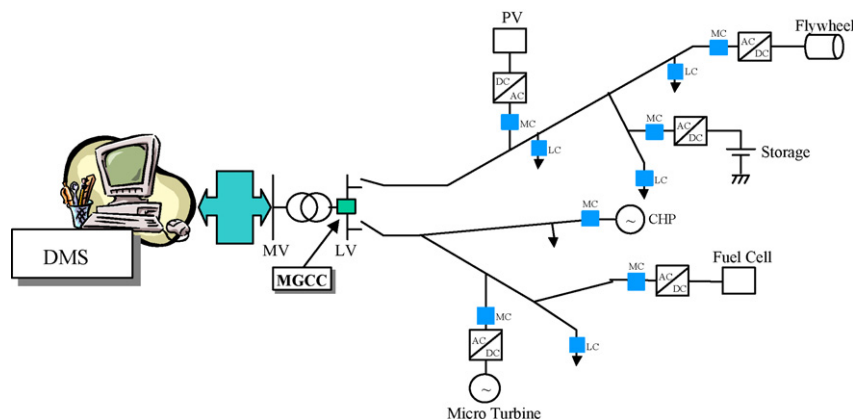 PV
Flywheel
MC
AC
DC
LC
DC
AC
MC
LC
MC
AC
DC
Storage
LC
DMS
MV
LV
MGCC
MC
CHP
Fuel Cell
MC
AC
DC
MC
AC
DC
LC
Micro Turbine